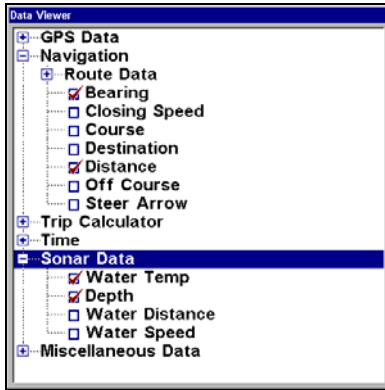 Data Viewer
GPS Data
Navigation
Route Data
Bearing
Closing Speed
Course
Destination
Distance
Off Course
Steer Arrow
Trip Calculator
Time
Sonar Data
Water Temp
Depth
Water Distance
Water Speed
Miscellaneous Data